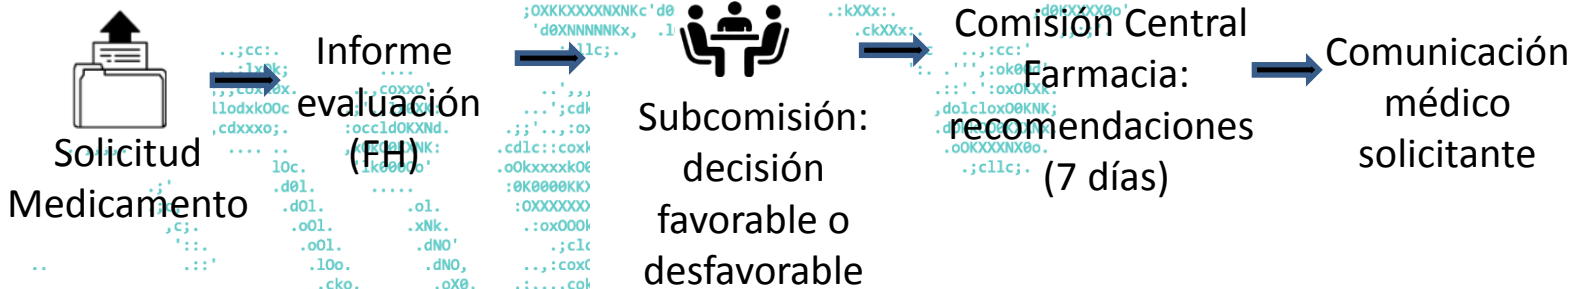 Solicitud
Medicamento
Informe
evaluación
(FH)
Subcomisión:
decisión
favorable o
desfavorable
Comisión Central
Farmacia:
recomendaciones
(7 días)
Comunicación
médico
solicitante